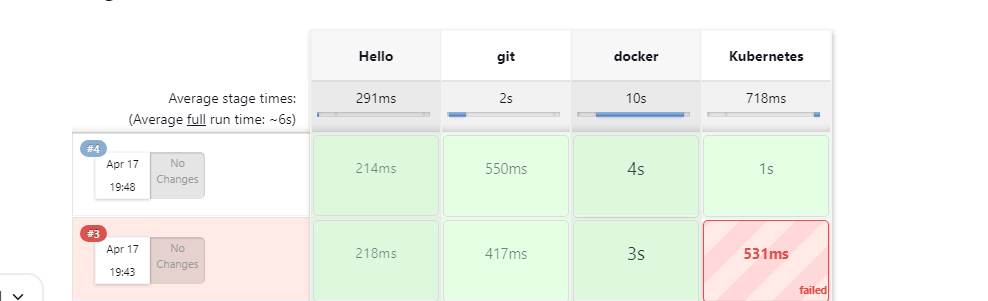 Hello git docker Kubernetes
Average stage times: 291ms 2s 10s 718ms
(Average full run time: ~6s)
#4
Apr 17 No
19:48 Changes
214ms 550ms 4s 1s
#3
Apr 17 No
19:43 Changes
218ms 417ms 3s 531ms
failed